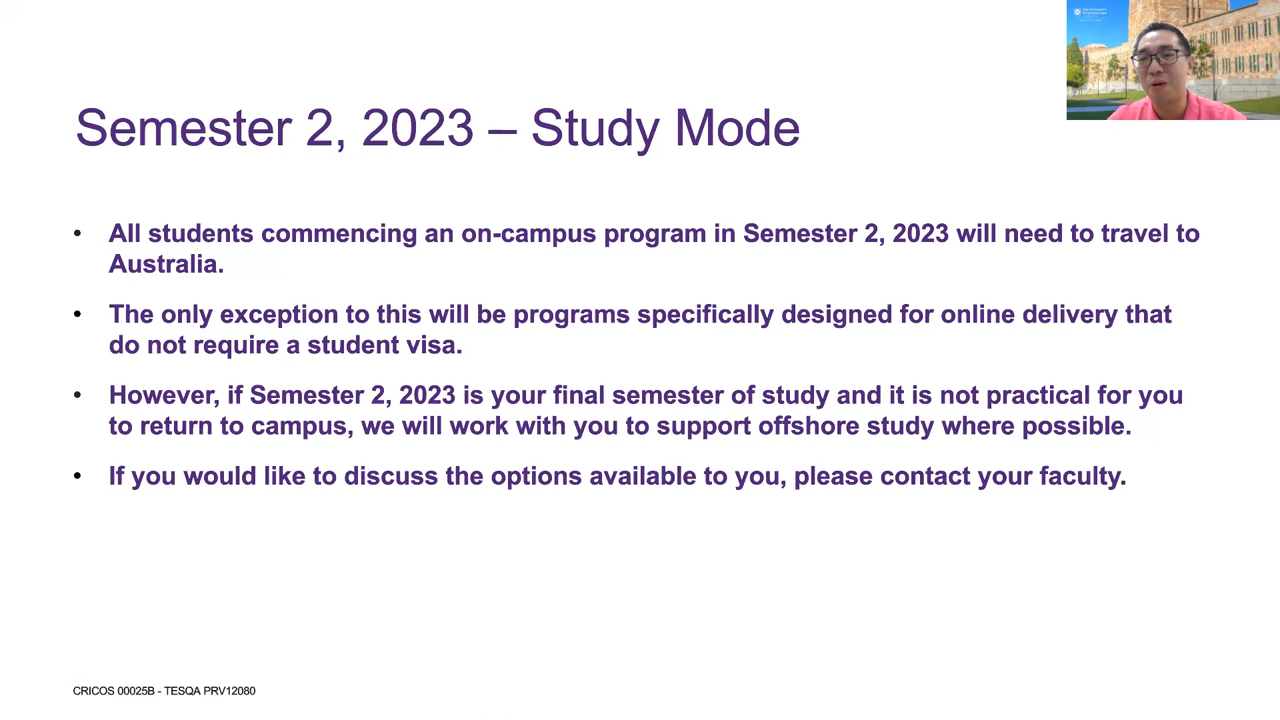 Semester 2, 2023 – Study Mode
• All students commencing an on-campus program in Semester 2, 2023 will need to travel to
Australia.
• The only exception to this will be programs specifically designed for online delivery that
do not require a student visa.
• However, if Semester 2, 2023 is your final semester of study and it is not practical for you
to return to campus, we will work with you to support offshore study where possible.
• If you would like to discuss the options available to you, please contact your faculty.
CRICOS 00025B - TESQA PRV12080